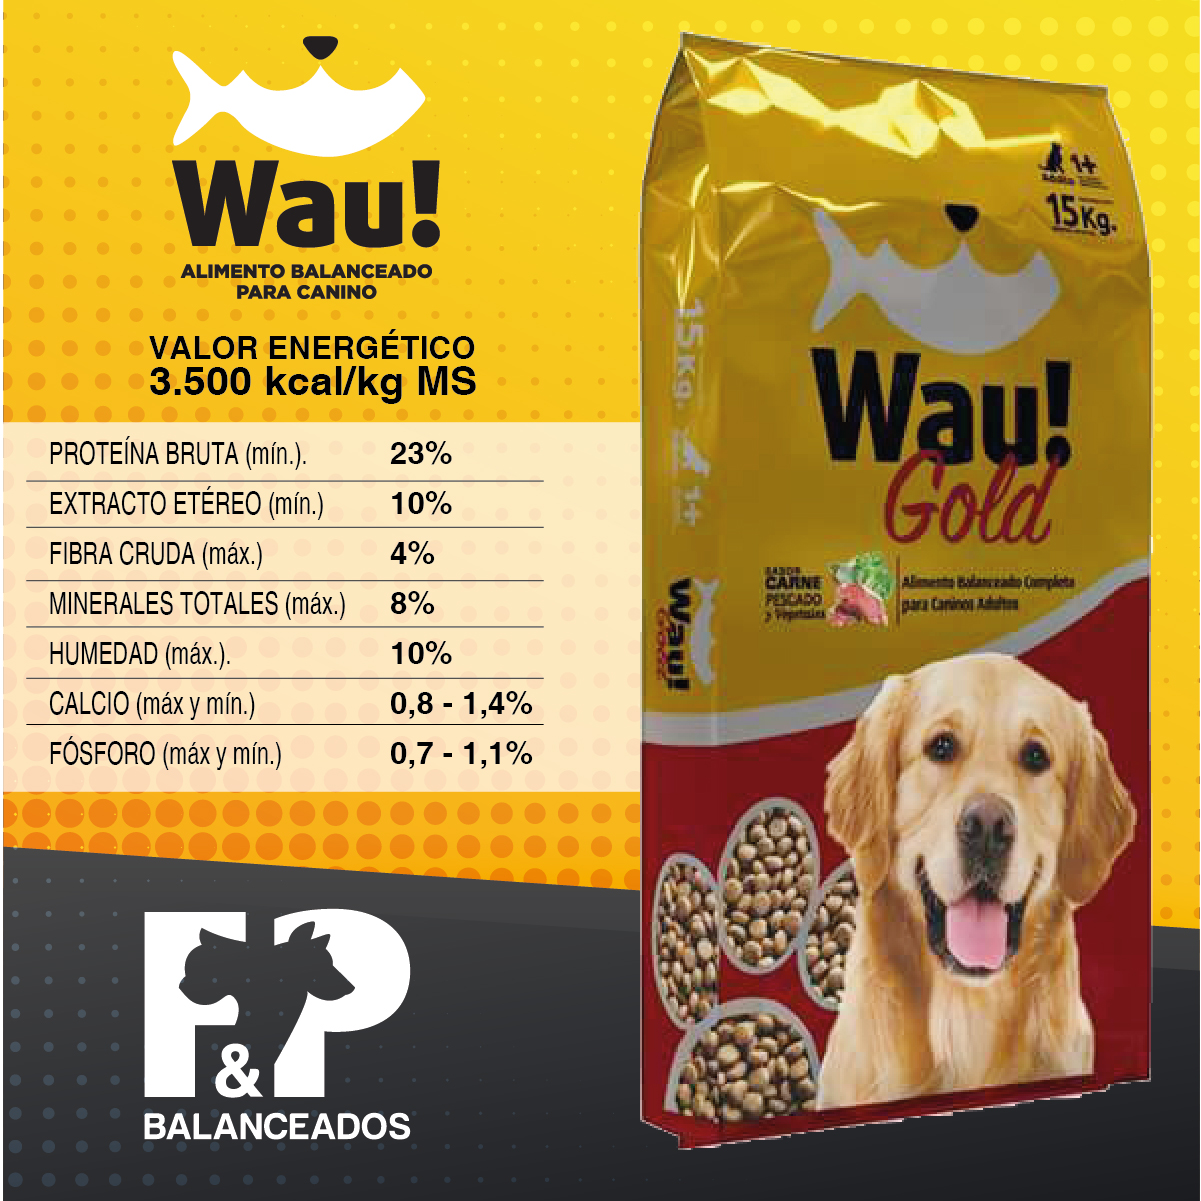 Wau!
ALIMENTO BALANCEADO
PARA CANINO
VALOR ENERGÉTICO
3.500 kcal/kg MS
PROTEÍNA BRUTA (mín.). 23%
EXTRACTO ETÉREO (mín.) 10%
FIBRA CRUDA (máx.) 4%
MINERALES TOTALES (máx.) 8%
HUMEDAD (máx.). 10%
CALCIO (máx y mín.) 0,8 - 1,4%
FÓSFORO (máx y mín.) 0,7 - 1,1%
F&P
BALANCEADOS
1+
15Kg.
Wau!
Gold
SABOR
CARNE
PESCADO
y Vegetales
Alimento Balanceado Completo
para Caninos Adultos
15Kg.
1+
Wau!
Gold